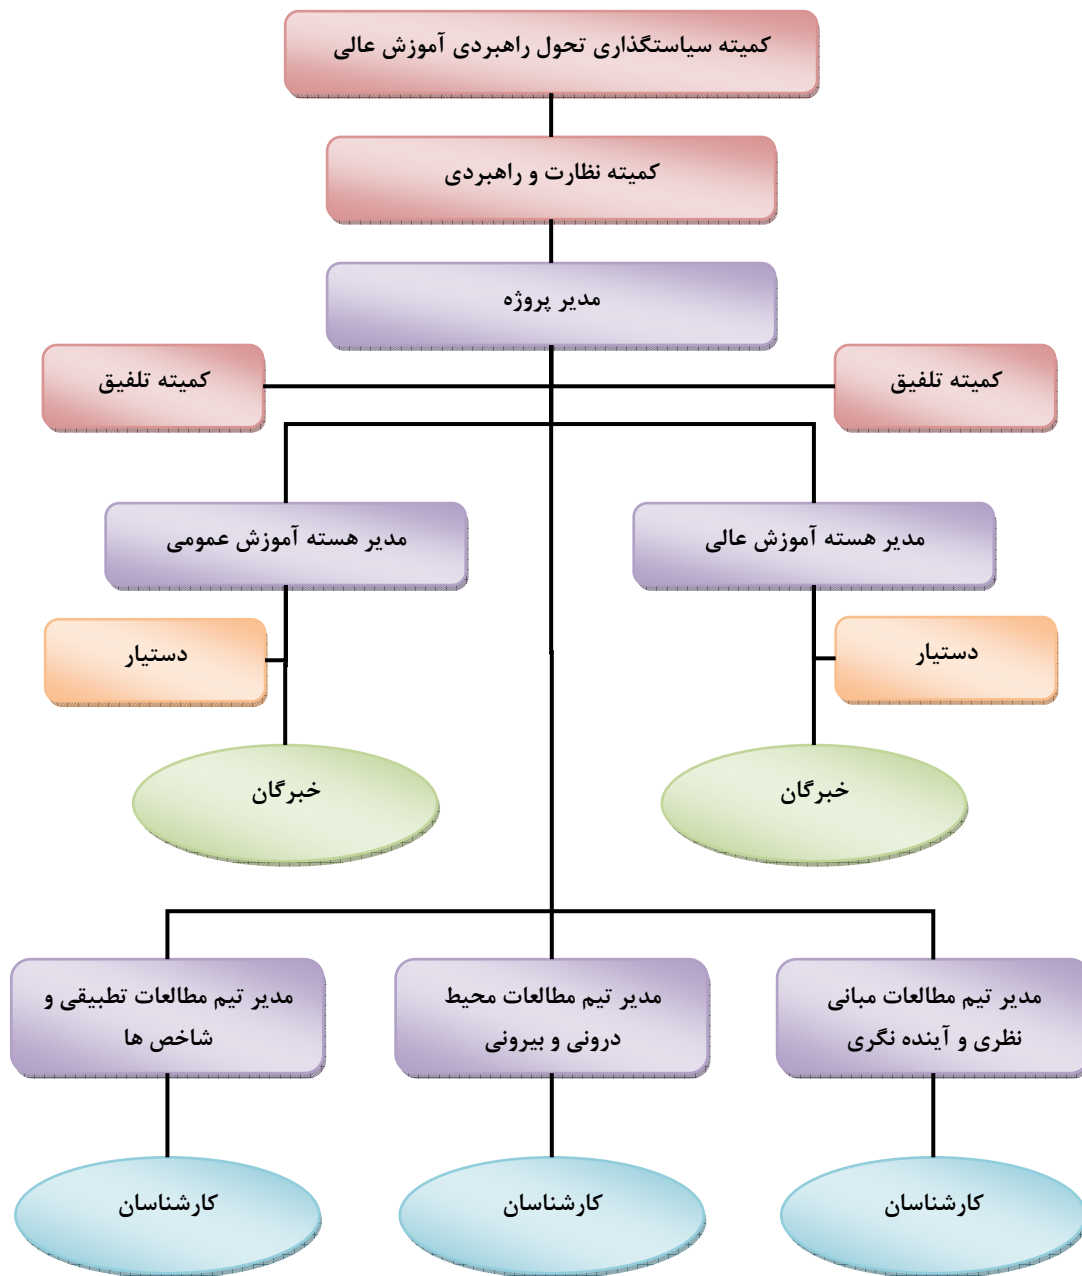 کمیته سیاستگذاری تحول راهبردی آموزش عالی
کمیته نظارت و راهبردی
مدیر پروژه
کمیته تلفیق
کمیته تلفیق
مدیر هسته آموزش عالی
مدیر هسته آموزش عمومی
دستیار
دستیار
خبرگان
خبرگان
مدیر تیم مطالعات مبانی
نظری و آینده نگری
مدیر تیم مطالعات محیط
درونی و بیرونی
مدیر تیم مطالعات تطبیقی و
شاخص ها
کارشناسان
کارشناسان
کارشناسان